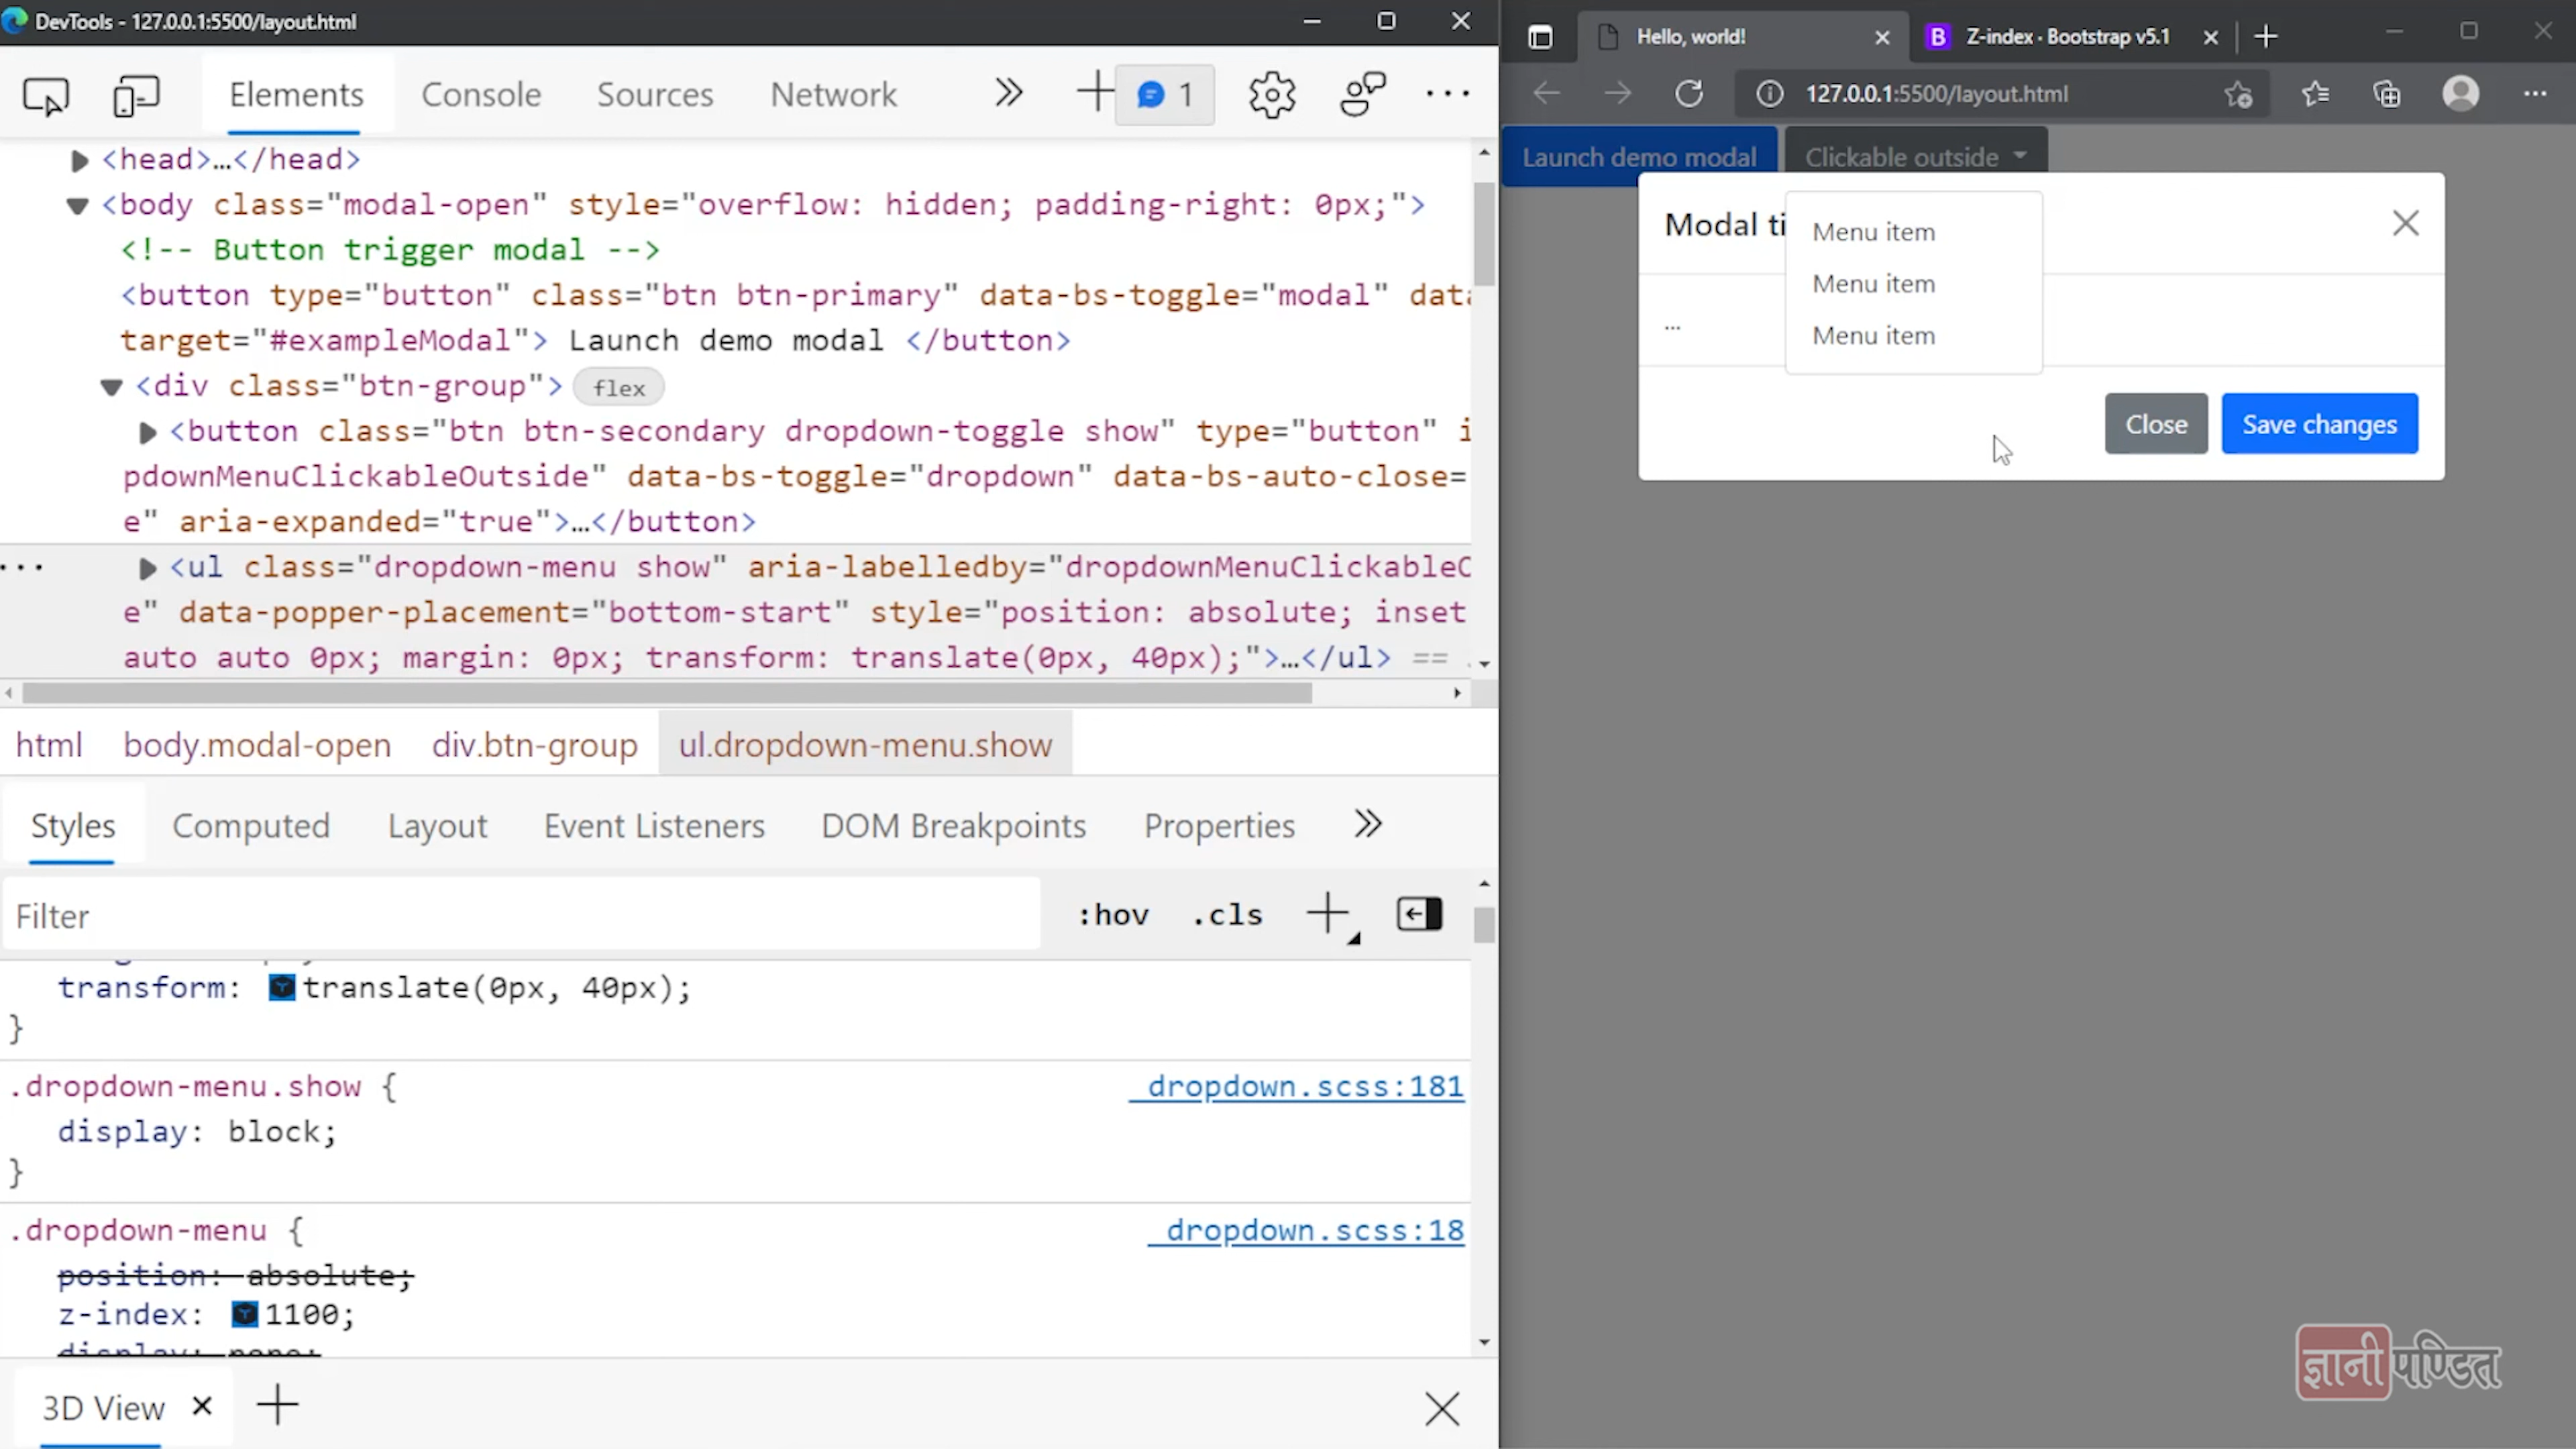 DevTools - 127.0.0.1:5500/layout.html
Elements
Console
Sources
Network
1
<head>…</head>
<body class="modal-open" style="overflow: hidden; padding-right: 0px;">
<!-- Button trigger modal -->
<button type="button" class="btn btn-primary" data-bs-toggle="modal" data
target="#exampleModal"> Launch demo modal </button>
<div class="btn-group"> flex
<button class="btn btn-secondary dropdown-toggle show" type="button" i
pdownMenuClickableOutside" data-bs-toggle="dropdown" data-bs-auto-close=
e" aria-expanded="true">…</button>
<ul class="dropdown-menu show" aria-labelledby="dropdownMenuClickableO
e" data-popper-placement="bottom-start" style="position: absolute; inset
auto auto 0px; margin: 0px; transform: translate(0px, 40px);">…</ul> ==
html
body.modal-open
div.btn-group
ul.dropdown-menu.show
Styles
Computed
Layout
Event Listeners
DOM Breakpoints
Properties
Filter
:hov
.cls
transform: translate(0px, 40px);
}
.dropdown-menu.show {
_dropdown.scss:181
display: block;
}
.dropdown-menu {
_dropdown.scss:18
position: absolute;
z-index: 1100;
display: none;
3D View
Hello, world!
B Z-index · Bootstrap v5.1
127.0.0.1:5500/layout.html
Launch demo modal
Clickable outside
Modal ti
Menu item
Menu item
Menu item
...
Close
Save changes
ज्ञानी पण्डित